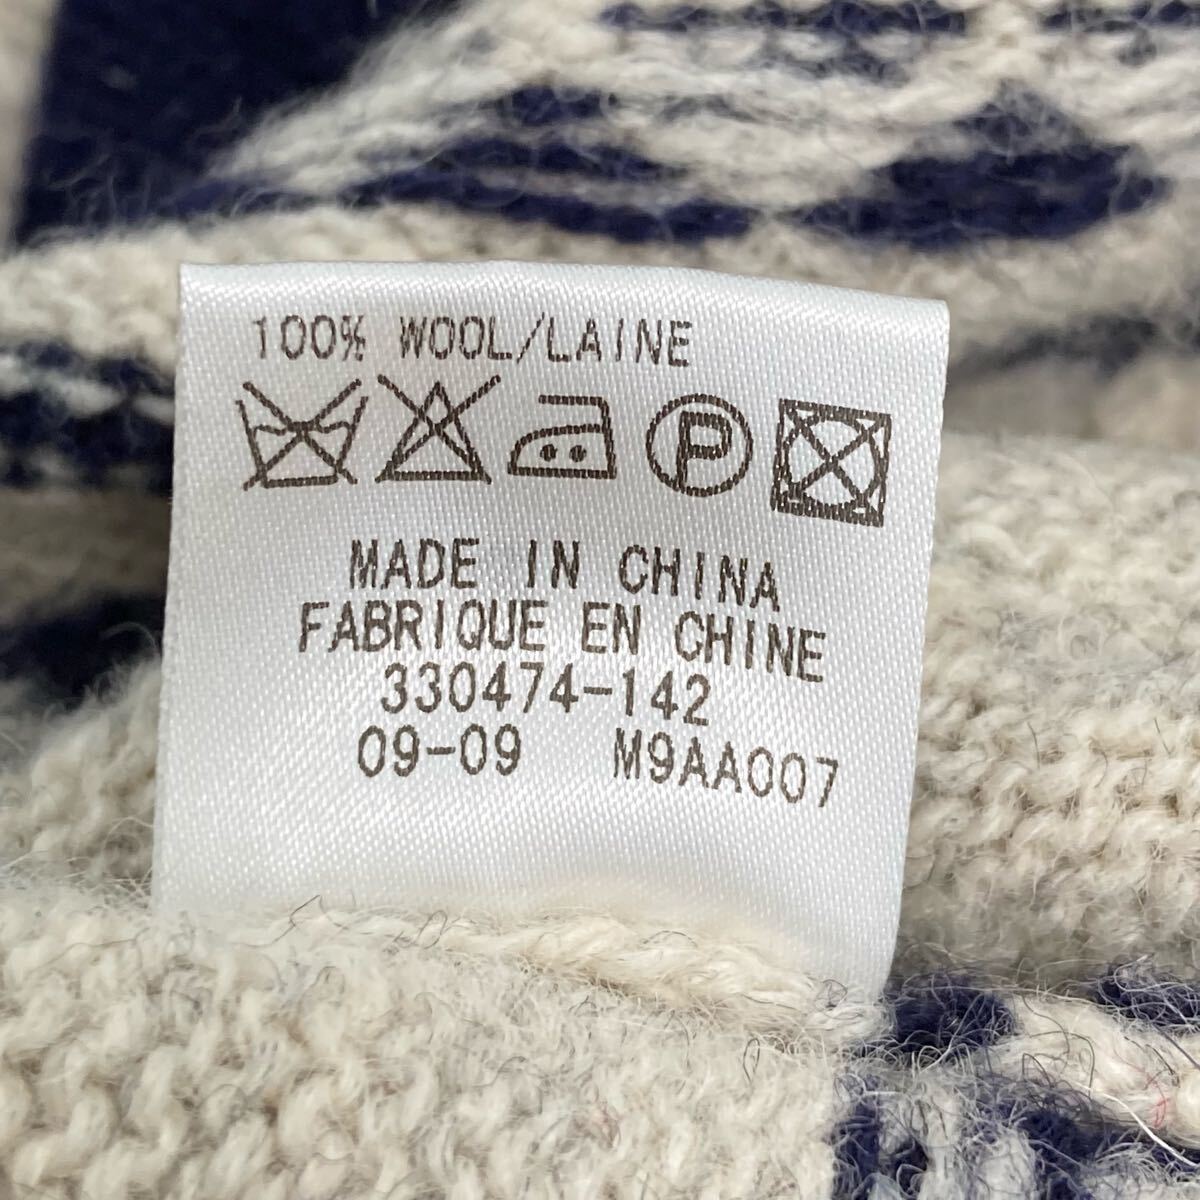 100% WOOL/LAINE
P
MADE IN CHINA
FABRIQUE EN CHINE
330474-142
09-09 M9AA007